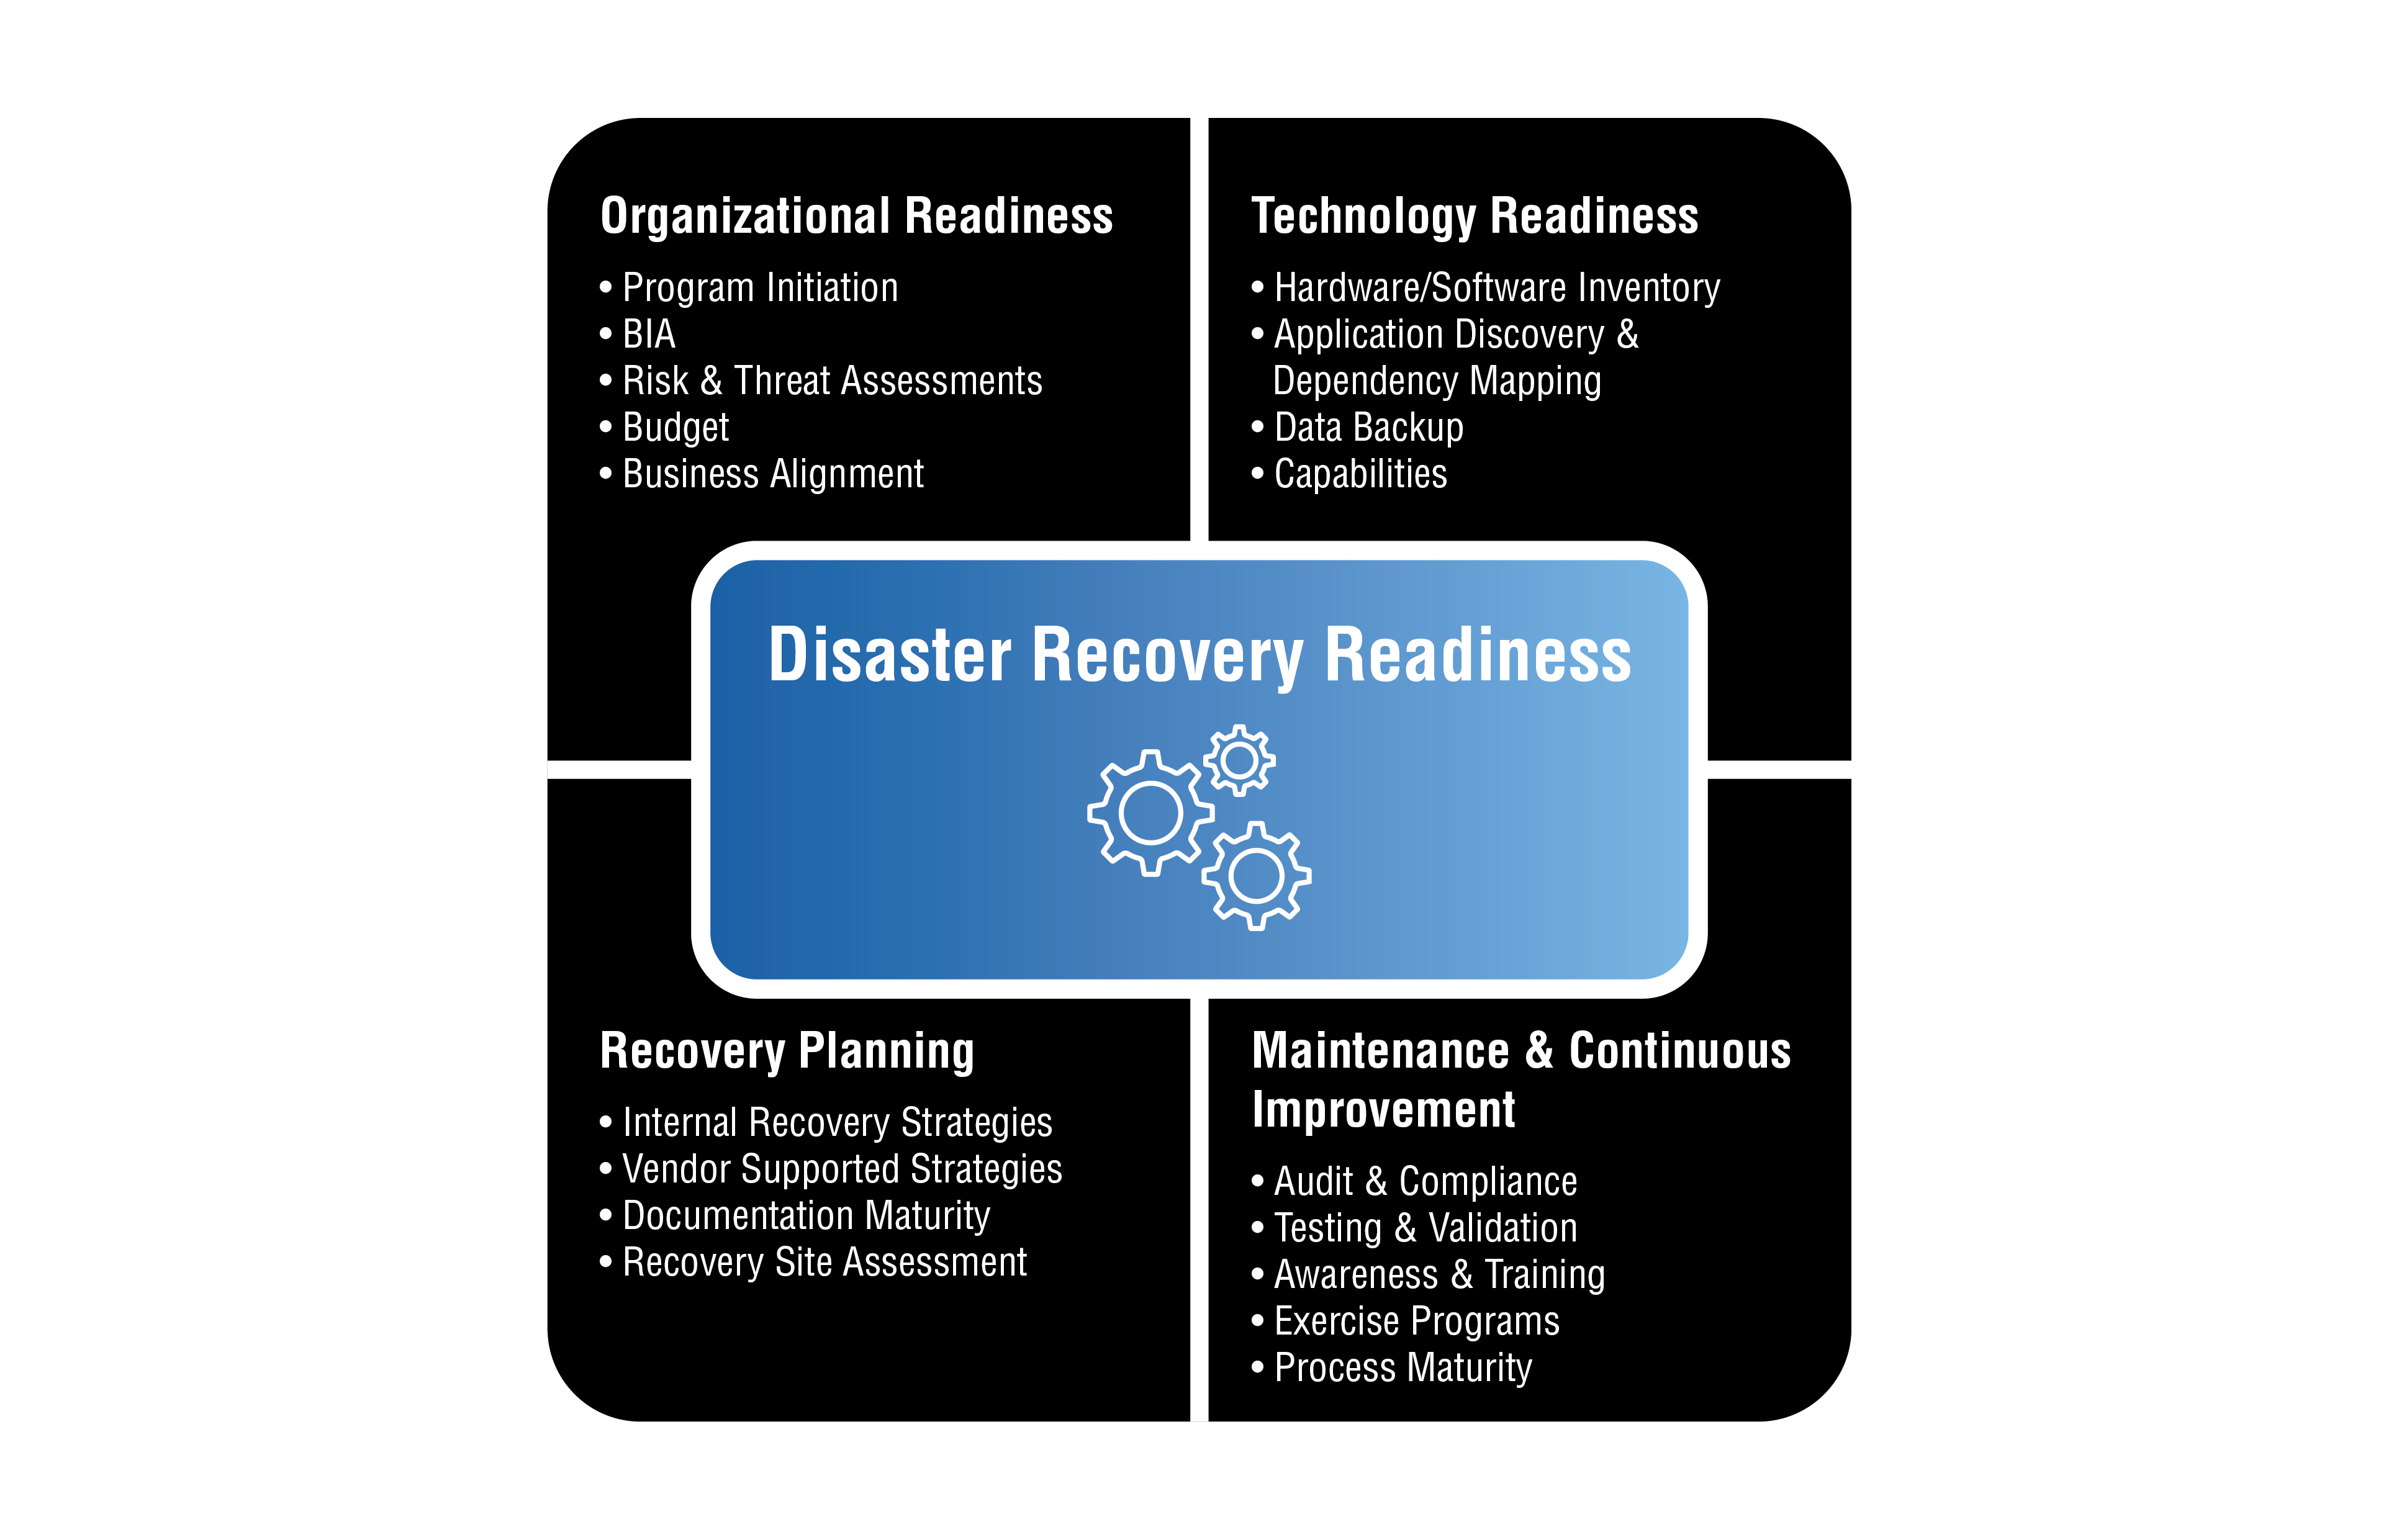 Organizational Readiness
• Program Initiation
• BIA
• Risk & Threat Assessments
• Budget
• Business Alignment
Technology Readiness
• Hardware/Software Inventory
• Application Discovery &
Dependency Mapping
• Data Backup
• Capabilities
Disaster Recovery Readiness
Recovery Planning
• Internal Recovery Strategies
• Vendor Supported Strategies
• Documentation Maturity
• Recovery Site Assessment
Maintenance & Continuous
Improvement
• Audit & Compliance
• Testing & Validation
• Awareness & Training
• Exercise Programs
• Process Maturity